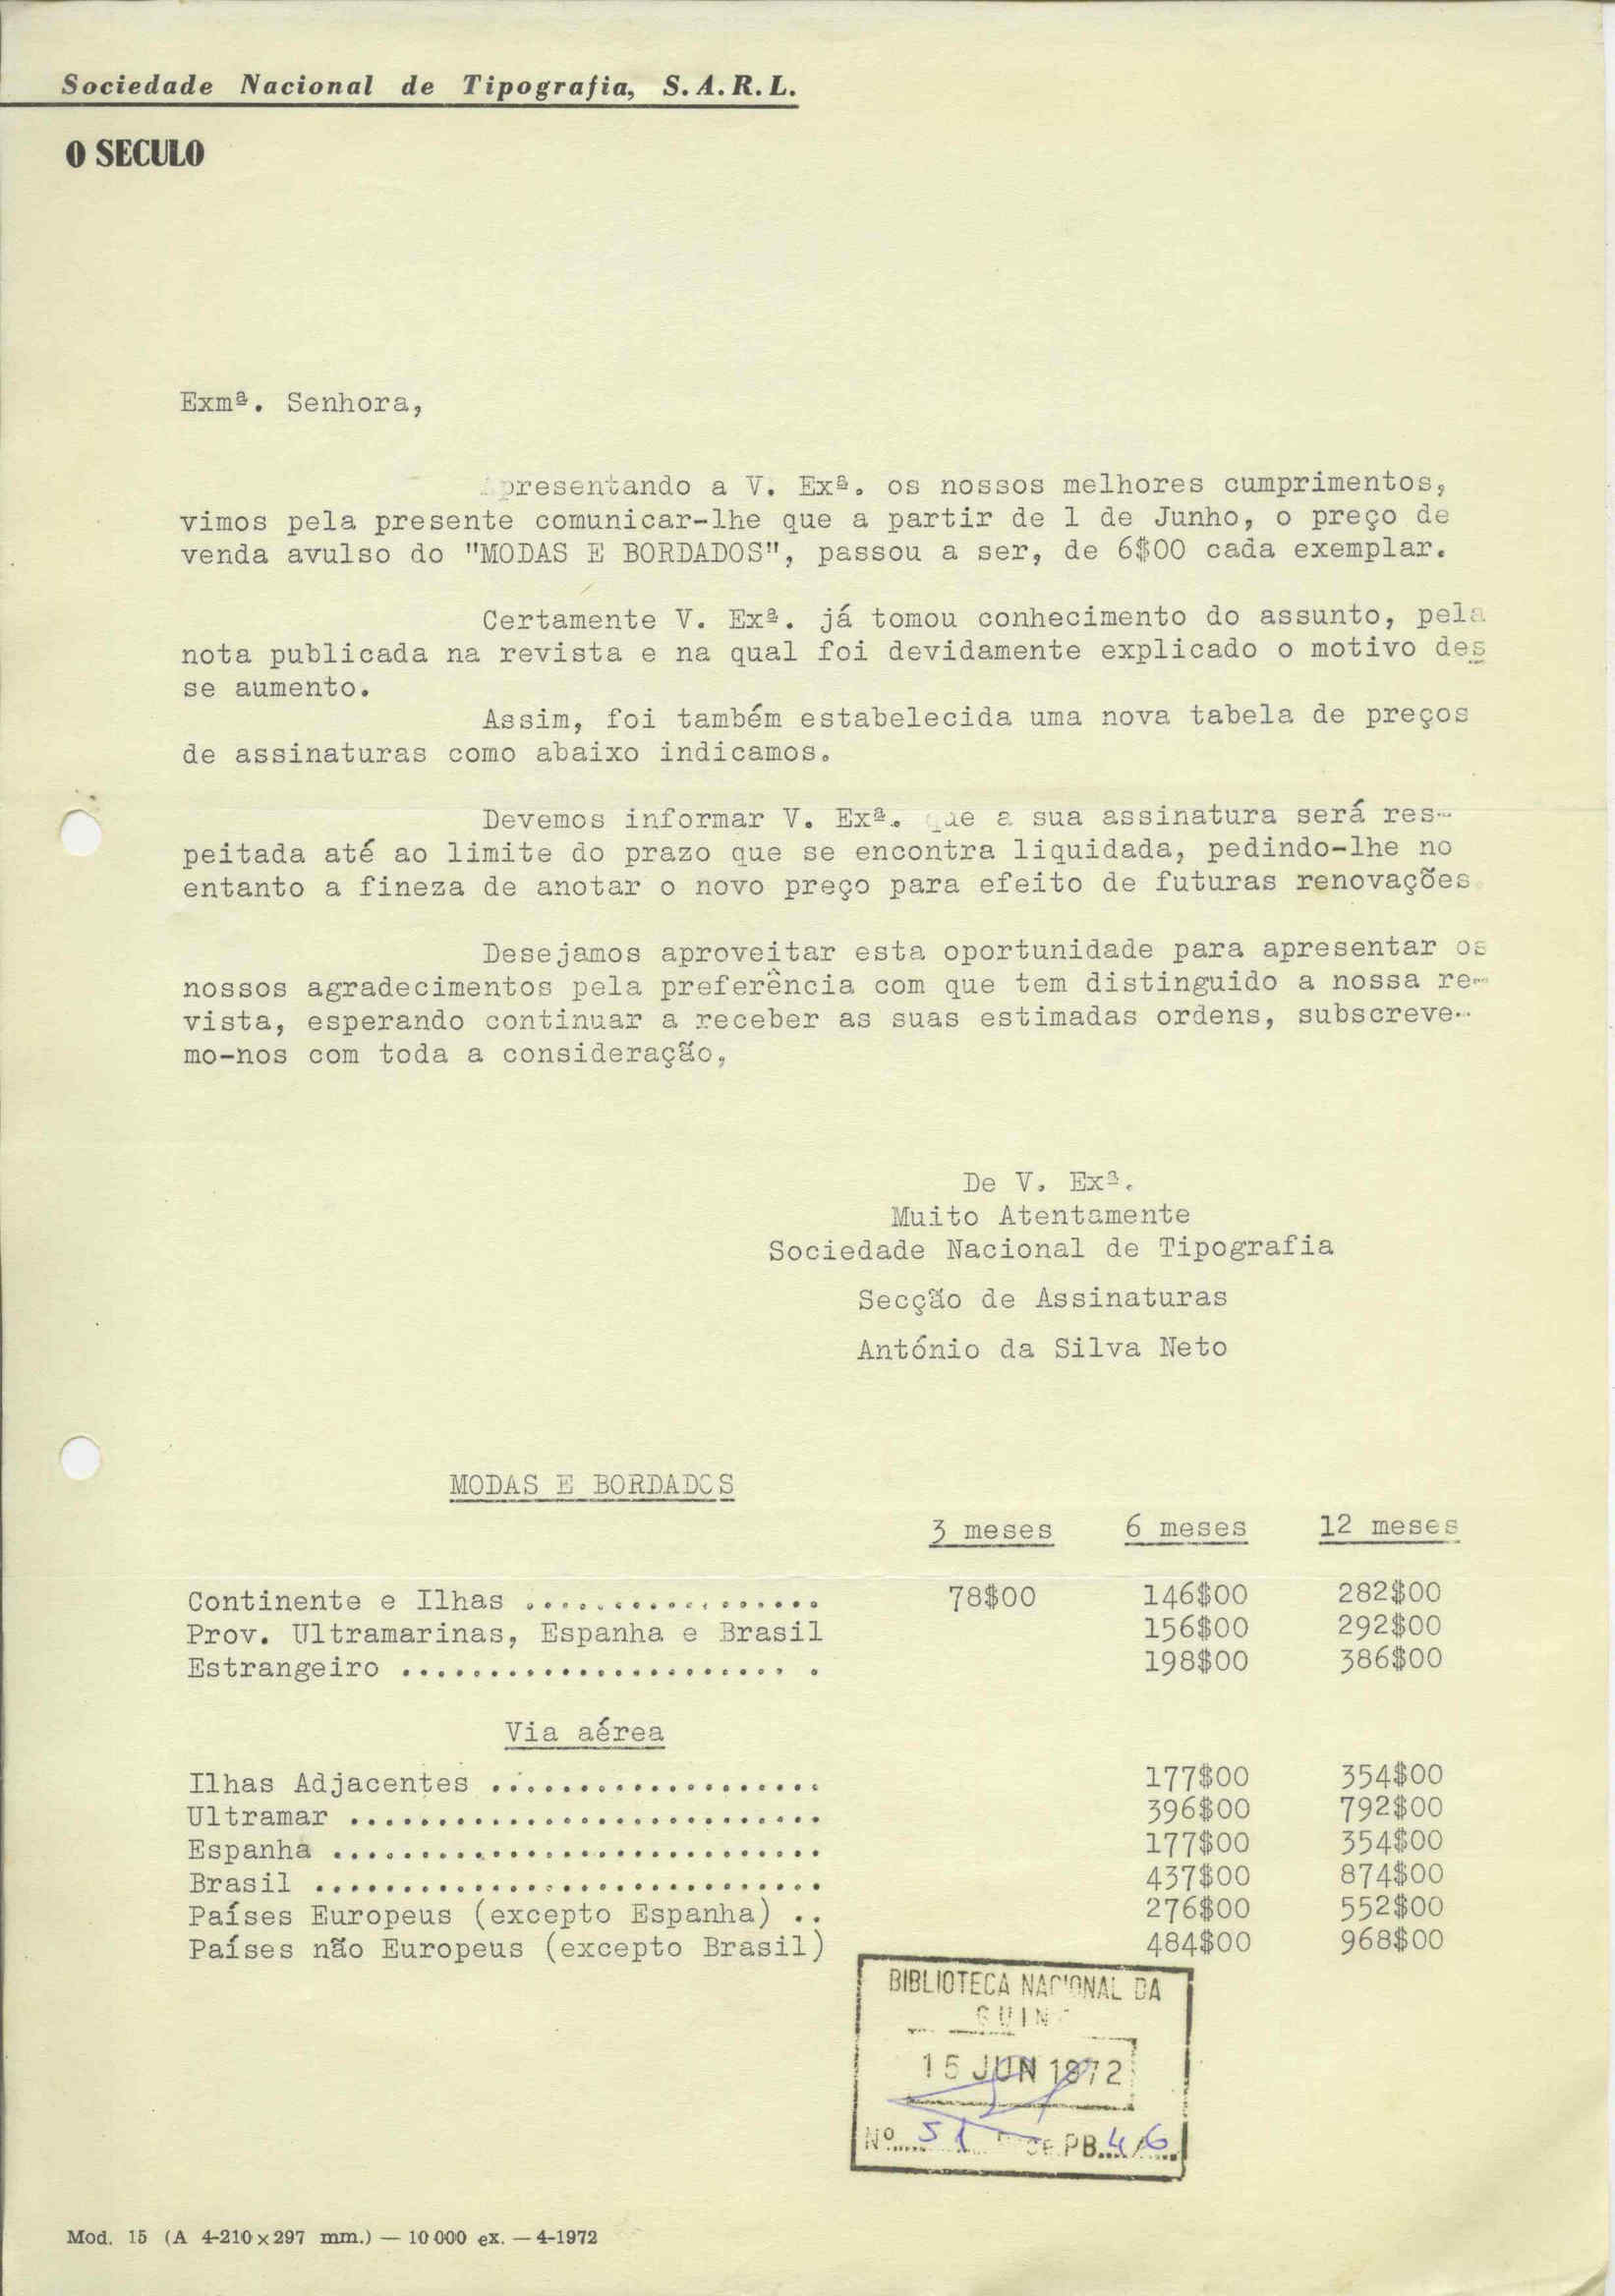 Sociedade Nacional de Tipografia, S.A.R.L.
O SECULO
Exmª. Senhora,
Apresentando a V. Exª. os nossos melhores cumprimentos,
vimos pela presente comunicar-lhe que a partir de 1 de Junho, o preço de
venda avulso do "MODAS E BORDADOS", passou a ser, de 6$00 cada exemplar.
Certamente V. Exª. já tomou conhecimento do assunto, pela
nota publicada na revista e na qual foi devidamente explicado o motivo des
se aumento.
Assim, foi também estabelecida uma nova tabela de preços
de assinaturas como abaixo indicamos.
Devemos informar V. Exª. que a sua assinatura será res-
peitada até ao limite do prazo que se encontra liquidada, pedindo-lhe no
entanto a fineza de anotar o novo preço para efeito de futuras renovações
Desejamos aproveitar esta oportunidade para apresentar os
nossos agradecimentos pela preferência com que tem distinguido a nossa re-
vista, esperando continuar a receber as suas estimadas ordens, subscreve-
mo-nos com toda a consideração,
De V. Exª.
Muito Atentamente
Sociedade Nacional de Tipografia
Secção de Assinaturas
António da Silva Neto
MODAS E BORDADOS
3 meses 6 meses 12 meses
Continente e Ilhas ................. 78$00 146$00 282$00
Prov. Ultramarinas, Espanha e Brasil 156$00 292$00
Estrangeiro ...................... . 198$00 386$00
Via aérea
Ilhas Adjacentes ................... 177$00 354$00
Ultramar ........................... 396$00 792$00
Espanha ............................ 177$00 354$00
Brasil ............................. 437$00 874$00
Países Europeus (excepto Espanha) .. 276$00 552$00
Países não Europeus (excepto Brasil) 484$00 968$00
BIBLIOTECA NACIONAL DA
GUINÉ
15 JUN 1972
Nº 51 PB 4/6
Mod. 15 (A 4-210×297 mm.) — 10 000 ex. — 4-1972